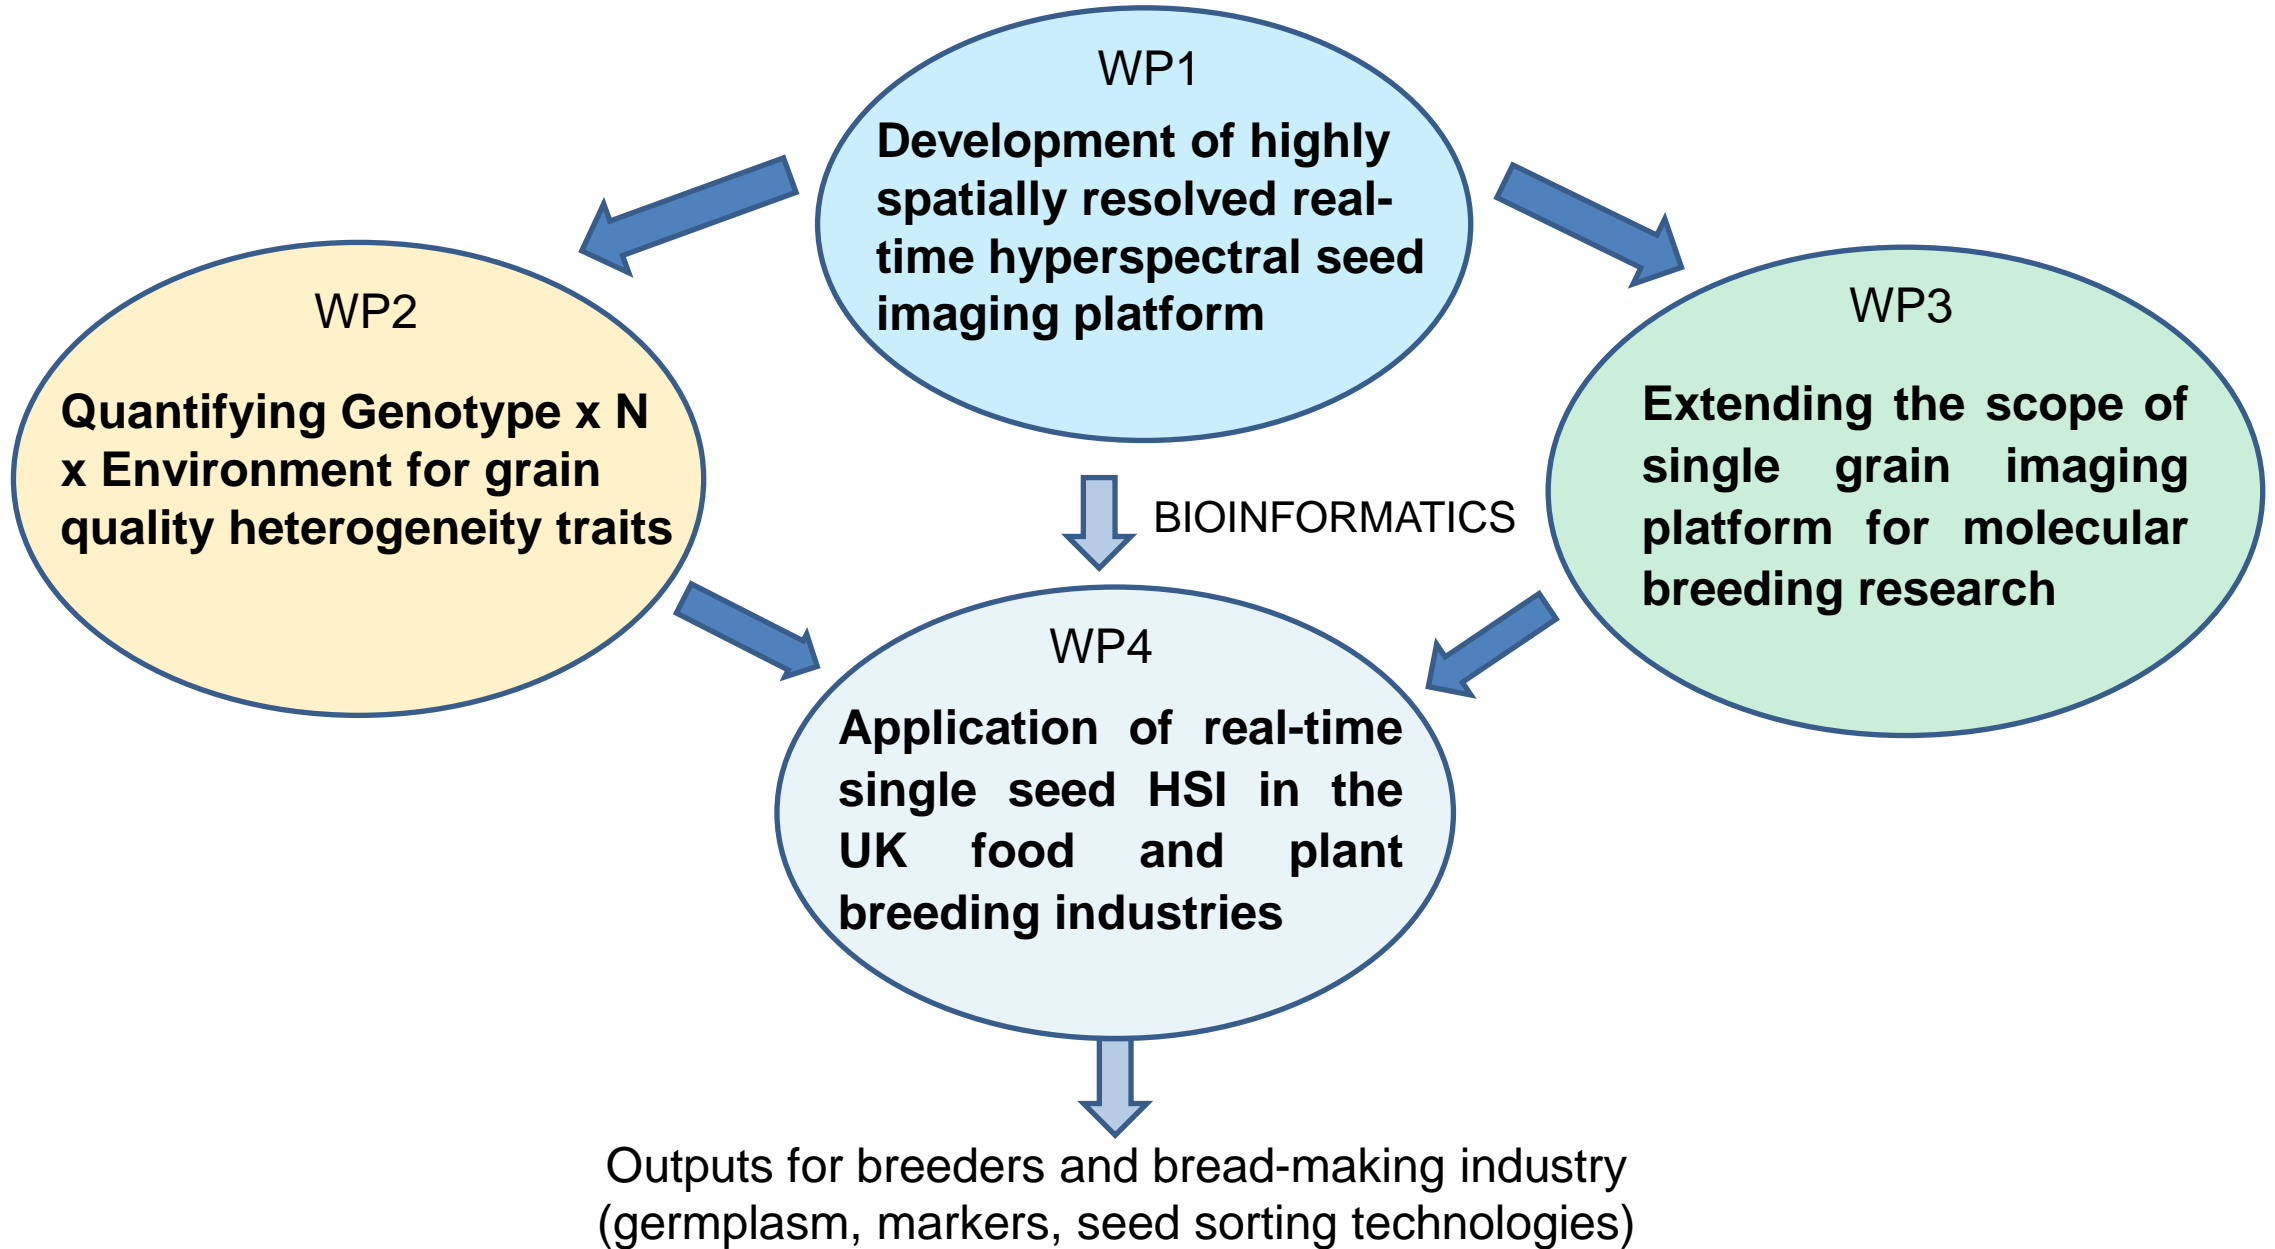 WP1
Development of highly
spatially resolved real-
time hyperspectral seed
imaging platform
WP2
Quantifying Genotype x N
x Environment for grain
quality heterogeneity traits
WP3
Extending the scope of
single grain imaging
platform for molecular
breeding research
BIOINFORMATICS
WP4
Application of real-time
single seed HSI in the
UK food and plant
breeding industries
Outputs for breeders and bread-making industry
(germplasm, markers, seed sorting technologies)